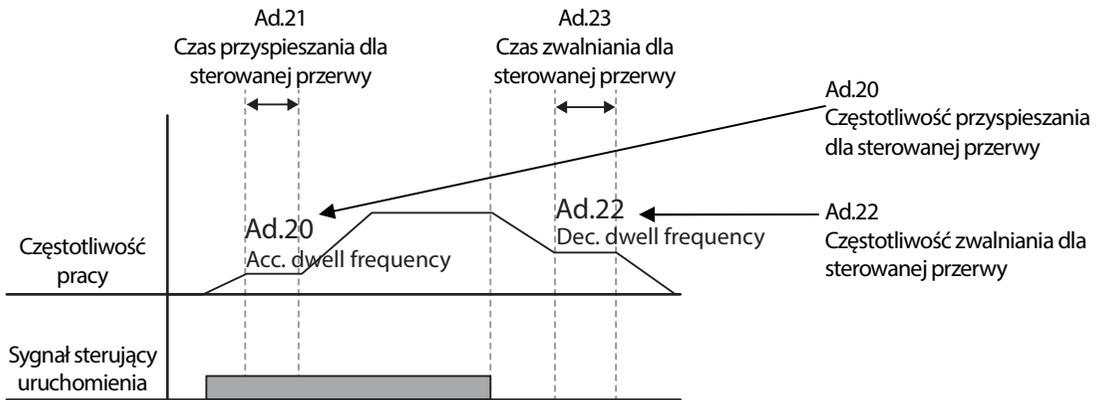 Ad.21
Czas przyspieszania dla
sterowanej przerwy
Ad.23
Czas zwalniania dla
sterowanej przerwy
Ad.20
Częstotliwość przyspieszania
dla sterowanej przerwy
Ad.20
Acc. dwell frequency
Ad.22
Dec. dwell frequency
Ad.22
Częstotliwość zwalniania dla
sterowanej przerwy
Częstotliwość
pracy
Sygnał sterujący
uruchomienia